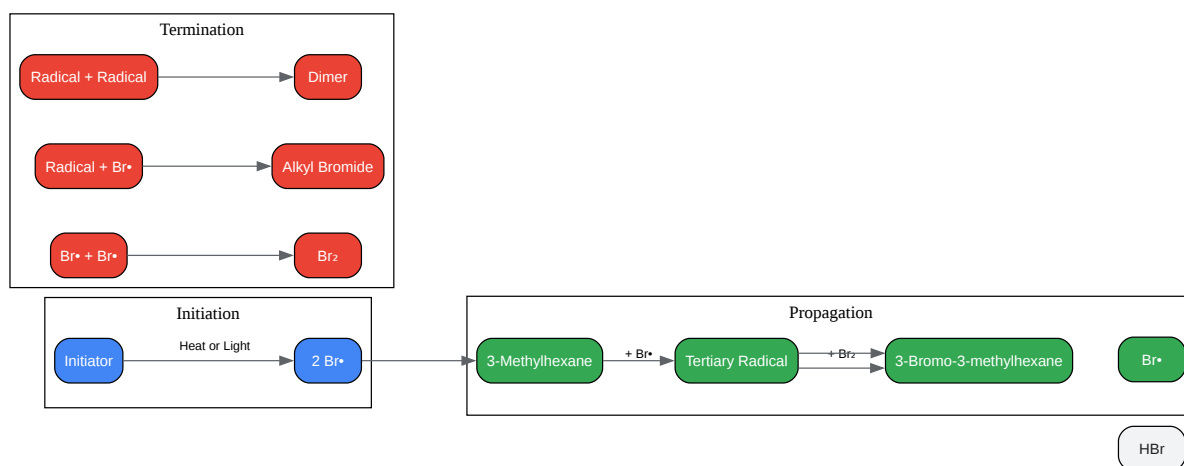 Termination
Radical + Radical
Dimer
Radical + Br•
Alkyl Bromide
Br• + Br•
Br₂
Initiation
Initiator
Heat or Light
2 Br•
Propagation
3-Methylhexane
+ Br•
Tertiary Radical
+ Br₂
3-Bromo-3-methylhexane
Br•
HBr